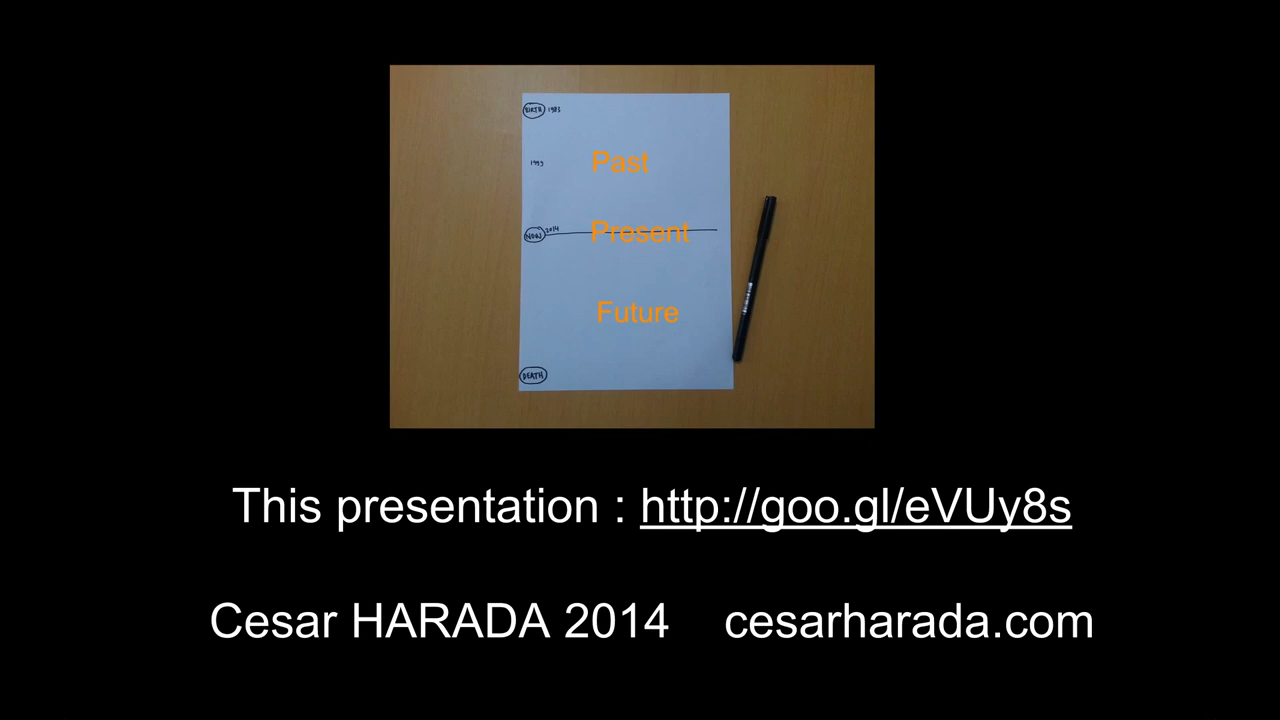 BIRTH 1983
Past
NOW 2014
Present
Future
DEATH
This presentation : http://goo.gl/eVUy8s
Cesar HARADA 2014 cesarharada.com